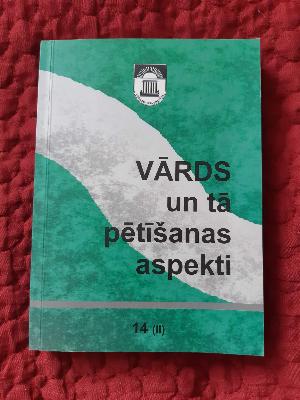 VĀRDS
un tā
pētīšanas
aspekti
14 (II)